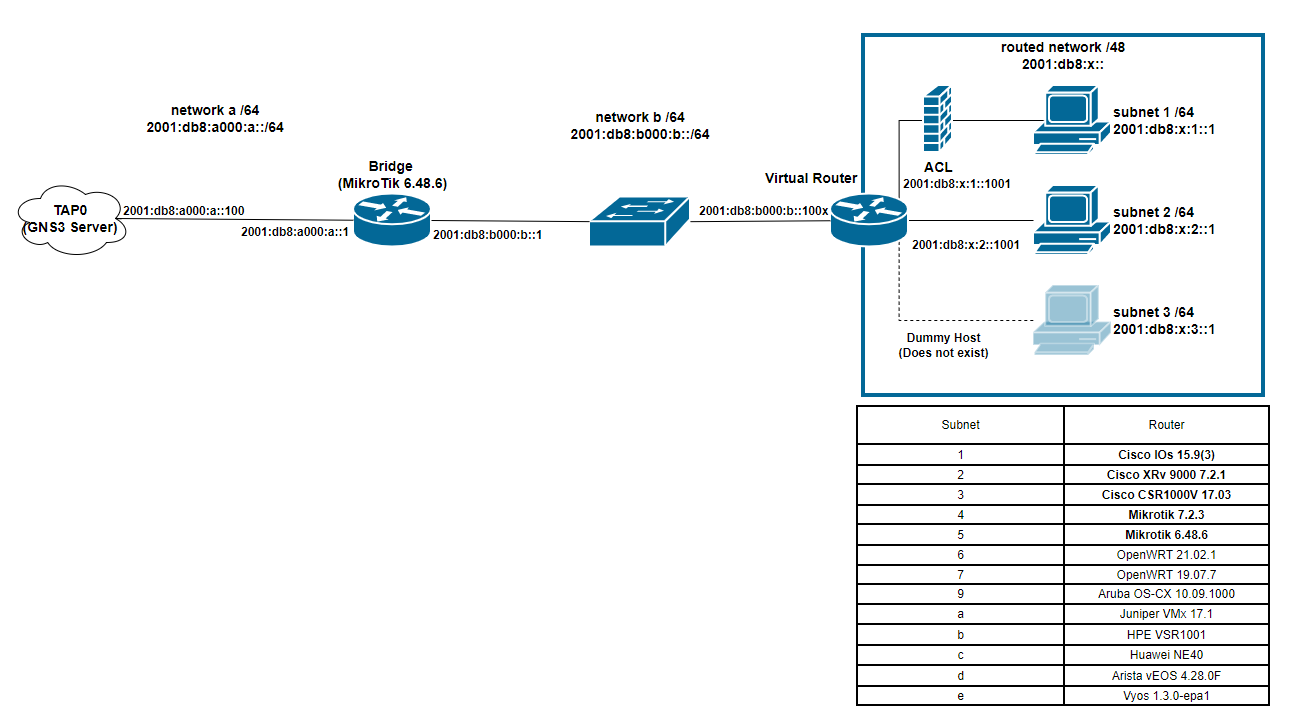 routed network /48
2001:db8:x::
network a /64
2001:db8:a000:a::/64
network b /64
2001:db8:b000:b::/64
subnet 1 /64
2001:db8:x:1::1
Bridge
(MikroTik 6.48.6)
Virtual Router
ACL
2001:db8:x:1::1001
TAP0
(GNS3 Server)
2001:db8:a000:a::100
2001:db8:a000:a::1
2001:db8:b000:b::1
2001:db8:b000:b::100x
subnet 2 /64
2001:db8:x:2::1
2001:db8:x:2::1001
subnet 3 /64
2001:db8:x:3::1
Dummy Host
(Does not exist)
Subnet Router
1 Cisco IOs 15.9(3)
2 Cisco XRv 9000 7.2.1
3 Cisco CSR1000V 17.03
4 Mikrotik 7.2.3
5 Mikrotik 6.48.6
6 OpenWRT 21.02.1
7 OpenWRT 19.07.7
9 Aruba OS-CX 10.09.1000
a Juniper VMx 17.1
b HPE VSR1001
c Huawei NE40
d Arista vEOS 4.28.0F
e Vyos 1.3.0-epa1